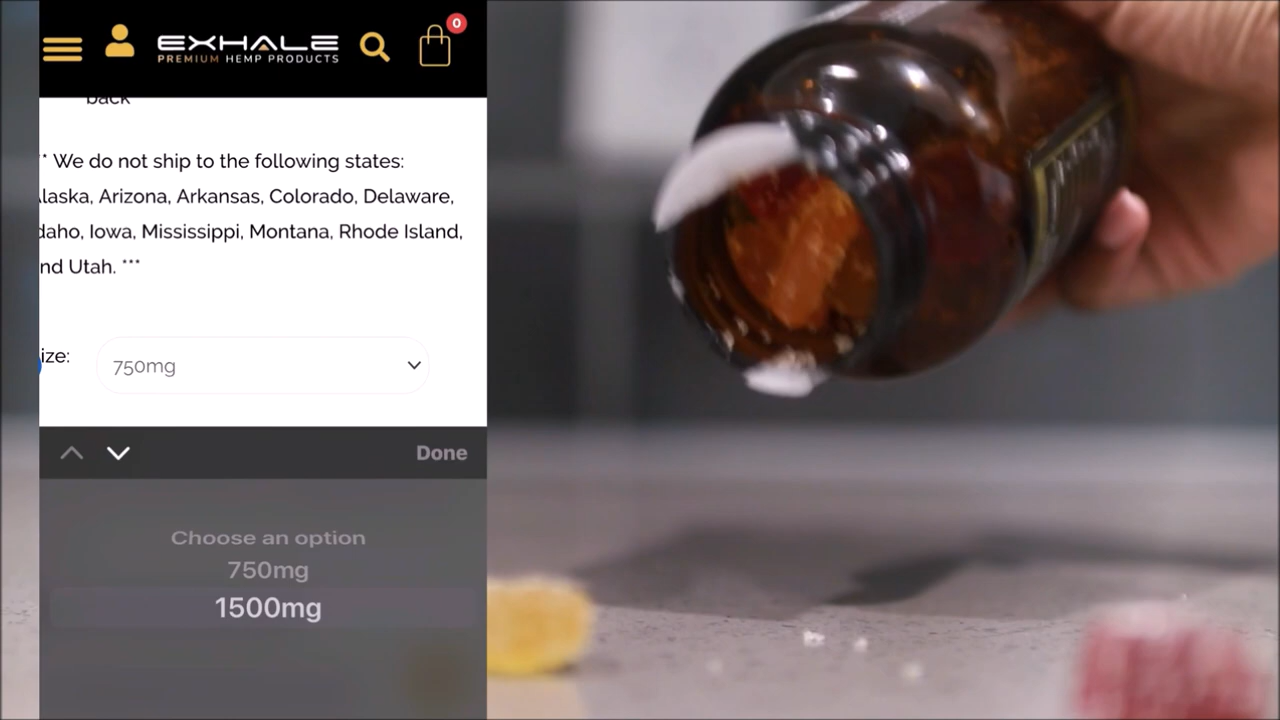 0
EXHALE
PREMIUM HEMP PRODUCTS
back
We do not ship to the following states:
laska, Arizona, Arkansas, Colorado, Delaware,
daho, Iowa, Mississippi, Montana, Rhode Island,
nd Utah. ***
ize:
750mg
Done
Choose an option
750mg
1500mg